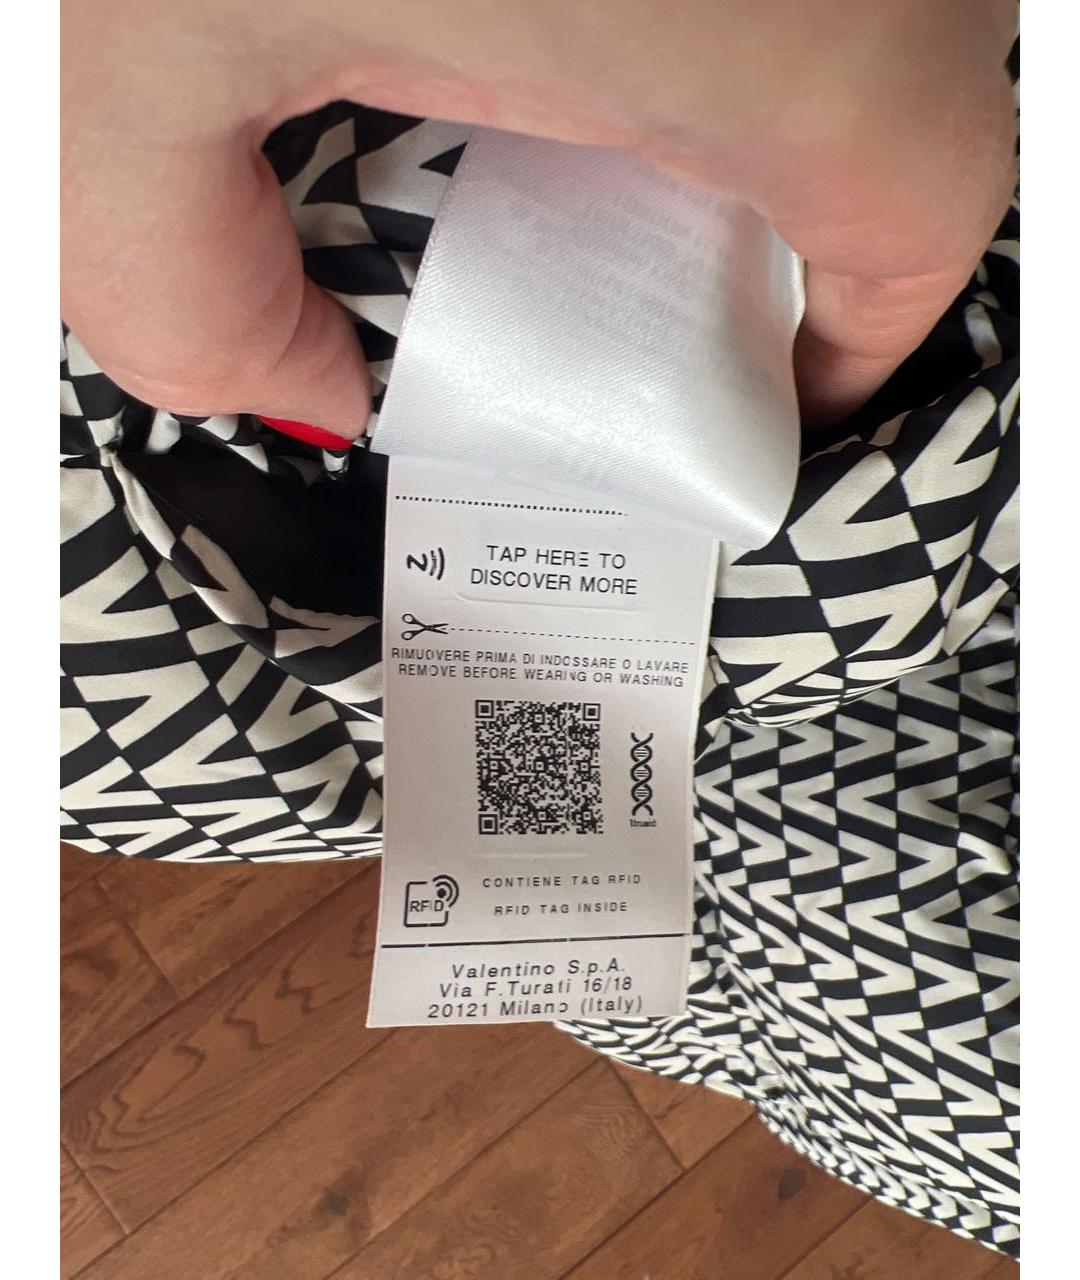 TAP HERE TO
DISCOVER MORE
RIMUOVERE PRIMA DI INDOSSARE O LAVARE
REMOVE BEFORE WEARING OR WASHING
CONTIENE TAG RFID
RFID
RFID TAG INSIDE
Valentino S.p.A.
Via F.Turati 16/18
20121 Milano (Italy)